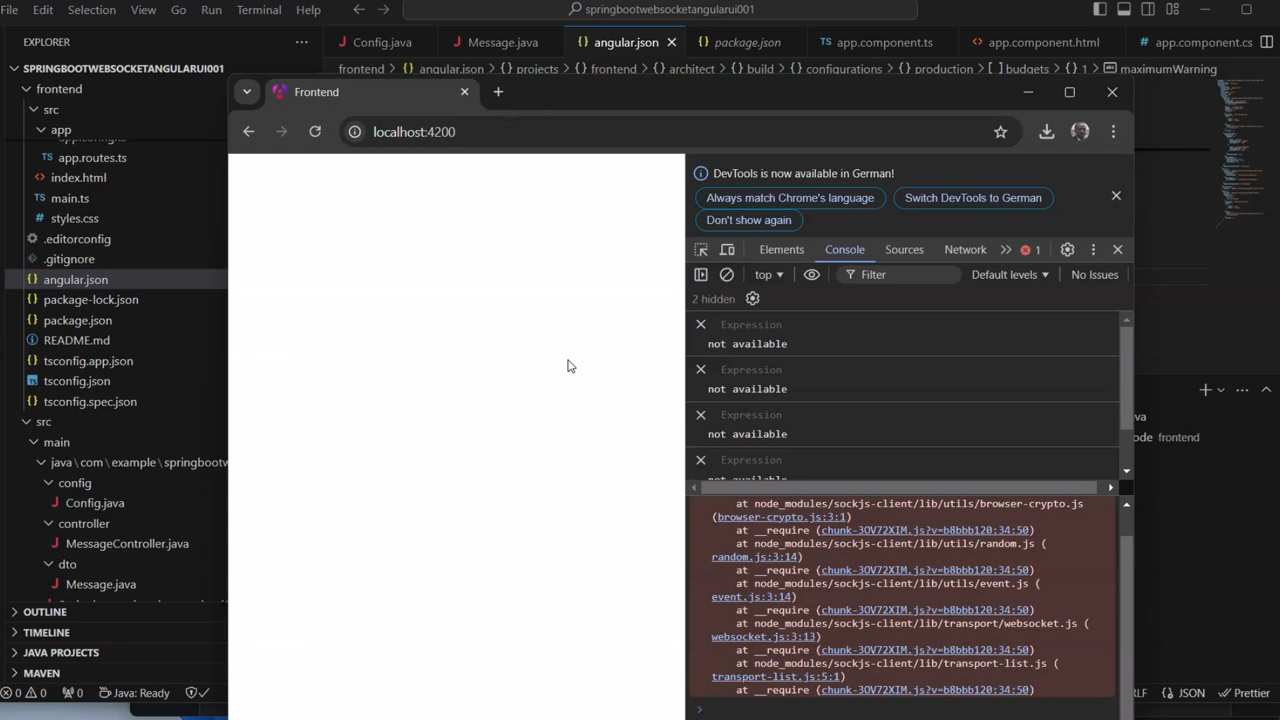 File Edit Selection View Go Run Terminal Help
springbootwebsocketangularui001
EXPLORER
Config.java
Message.java
angular.json
package.json
app.component.ts
app.component.html
app.component.cs
SPRINGBOOTWEBSOCKETANGULARUI001
frontend > angular.json > {} projects > {} frontend > {} architect > {} build > {} configurations > {} production > [ ] budgets > {} 1 > maximumWarning
frontend
src
app
TS app.routes.ts
index.html
TS main.ts
styles.css
.editorconfig
.gitignore
angular.json
package-lock.json
package.json
README.md
tsconfig.app.json
tsconfig.json
tsconfig.spec.json
src
main
java\com\example\springbootw
config
Config.java
controller
MessageController.java
dto
Message.java
OUTLINE
TIMELINE
JAVA PROJECTS
MAVEN
Frontend
localhost:4200
DevTools is now available in German!
Always match Chrome's language
Switch DevTools to German
Don't show again
Elements Console Sources Network 1
top Filter Default levels No Issues
2 hidden
Expression
not available
Expression
not available
Expression
not available
Expression
not available
at node_modules/sockjs-client/lib/utils/browser-crypto.js
(browser-crypto.js:3:1)
at __require (chunk-3OV72XIM.js?v=b8bbb120:34:50)
at node_modules/sockjs-client/lib/utils/random.js (
random.js:3:14)
at __require (chunk-3OV72XIM.js?v=b8bbb120:34:50)
at node_modules/sockjs-client/lib/utils/event.js (
event.js:3:14)
at __require (chunk-3OV72XIM.js?v=b8bbb120:34:50)
at node_modules/sockjs-client/lib/transport/websocket.js (
websocket.js:3:13)
at __require (chunk-3OV72XIM.js?v=b8bbb120:34:50)
at node_modules/sockjs-client/lib/transport-list.js (
transport-list.js:5:1)
at __require (chunk-3OV72XIM.js?v=b8bbb120:34:50)
va
ode frontend
0 0 0 Java: Ready
RLF {} JSON Prettier